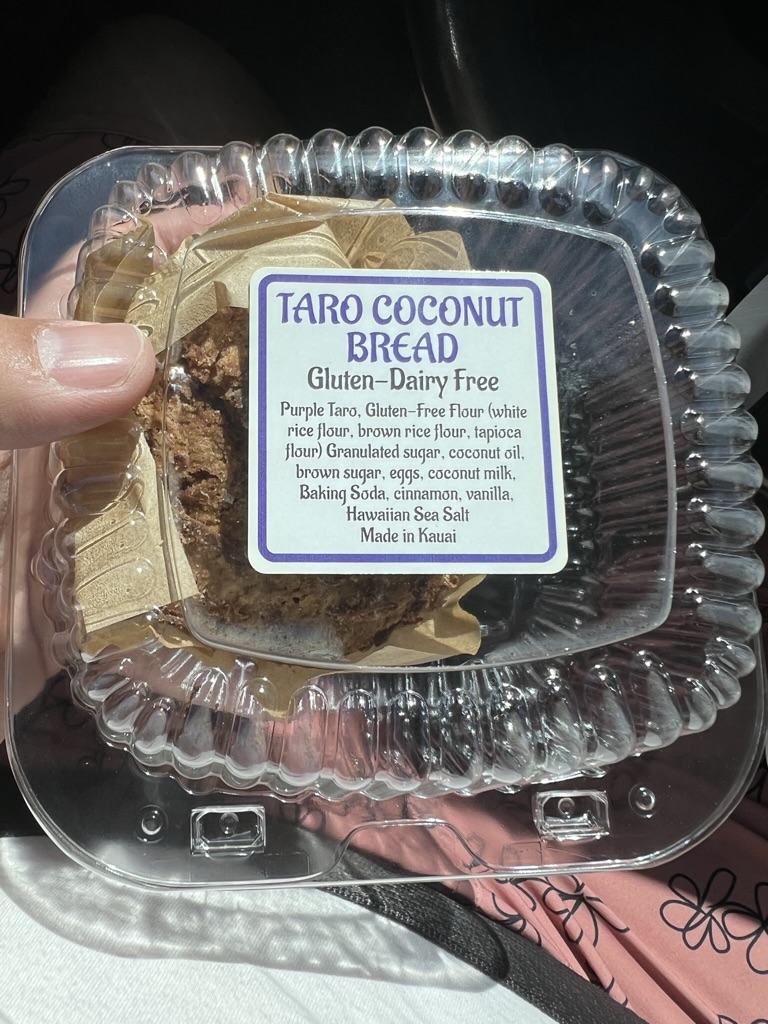 TARO COCONUT
BREAD
Gluten-Dairy Free
Purple Taro, Gluten-Free Flour (white
rice flour, brown rice flour, tapioca
flour) Granulated sugar, coconut oil,
brown sugar, eggs, coconut milk,
Baking Soda, cinnamon, vanilla,
Hawaiian Sea Salt
Made in Kauai